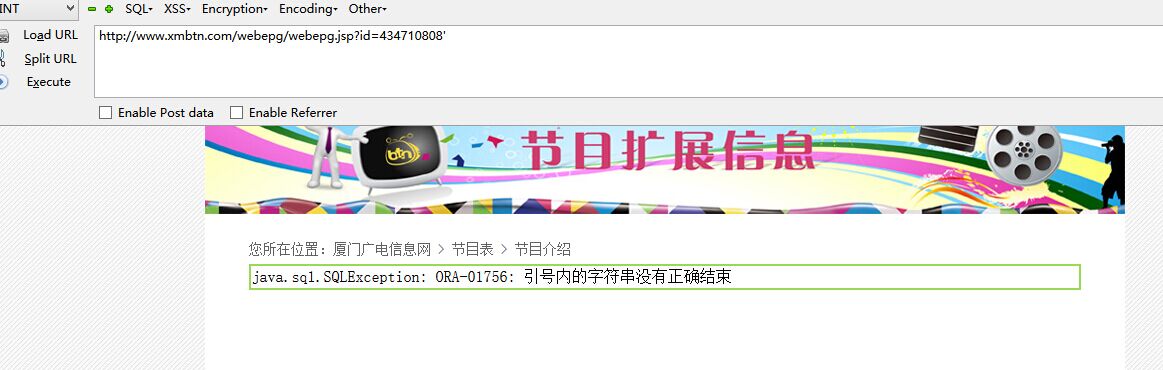 INT SQL▾ XSS▾ Encryption▾ Encoding▾ Other▾
Load URL
Split URL
Execute
http://www.xmbtn.com/webepg/webepg.jsp?id=434710808'
Enable Post data Enable Referrer
btn
节目扩展信息
您所在位置：厦门广电信息网 > 节目表 > 节目介绍
java.sql.SQLException: ORA-01756: 引号内的字符串没有正确结束